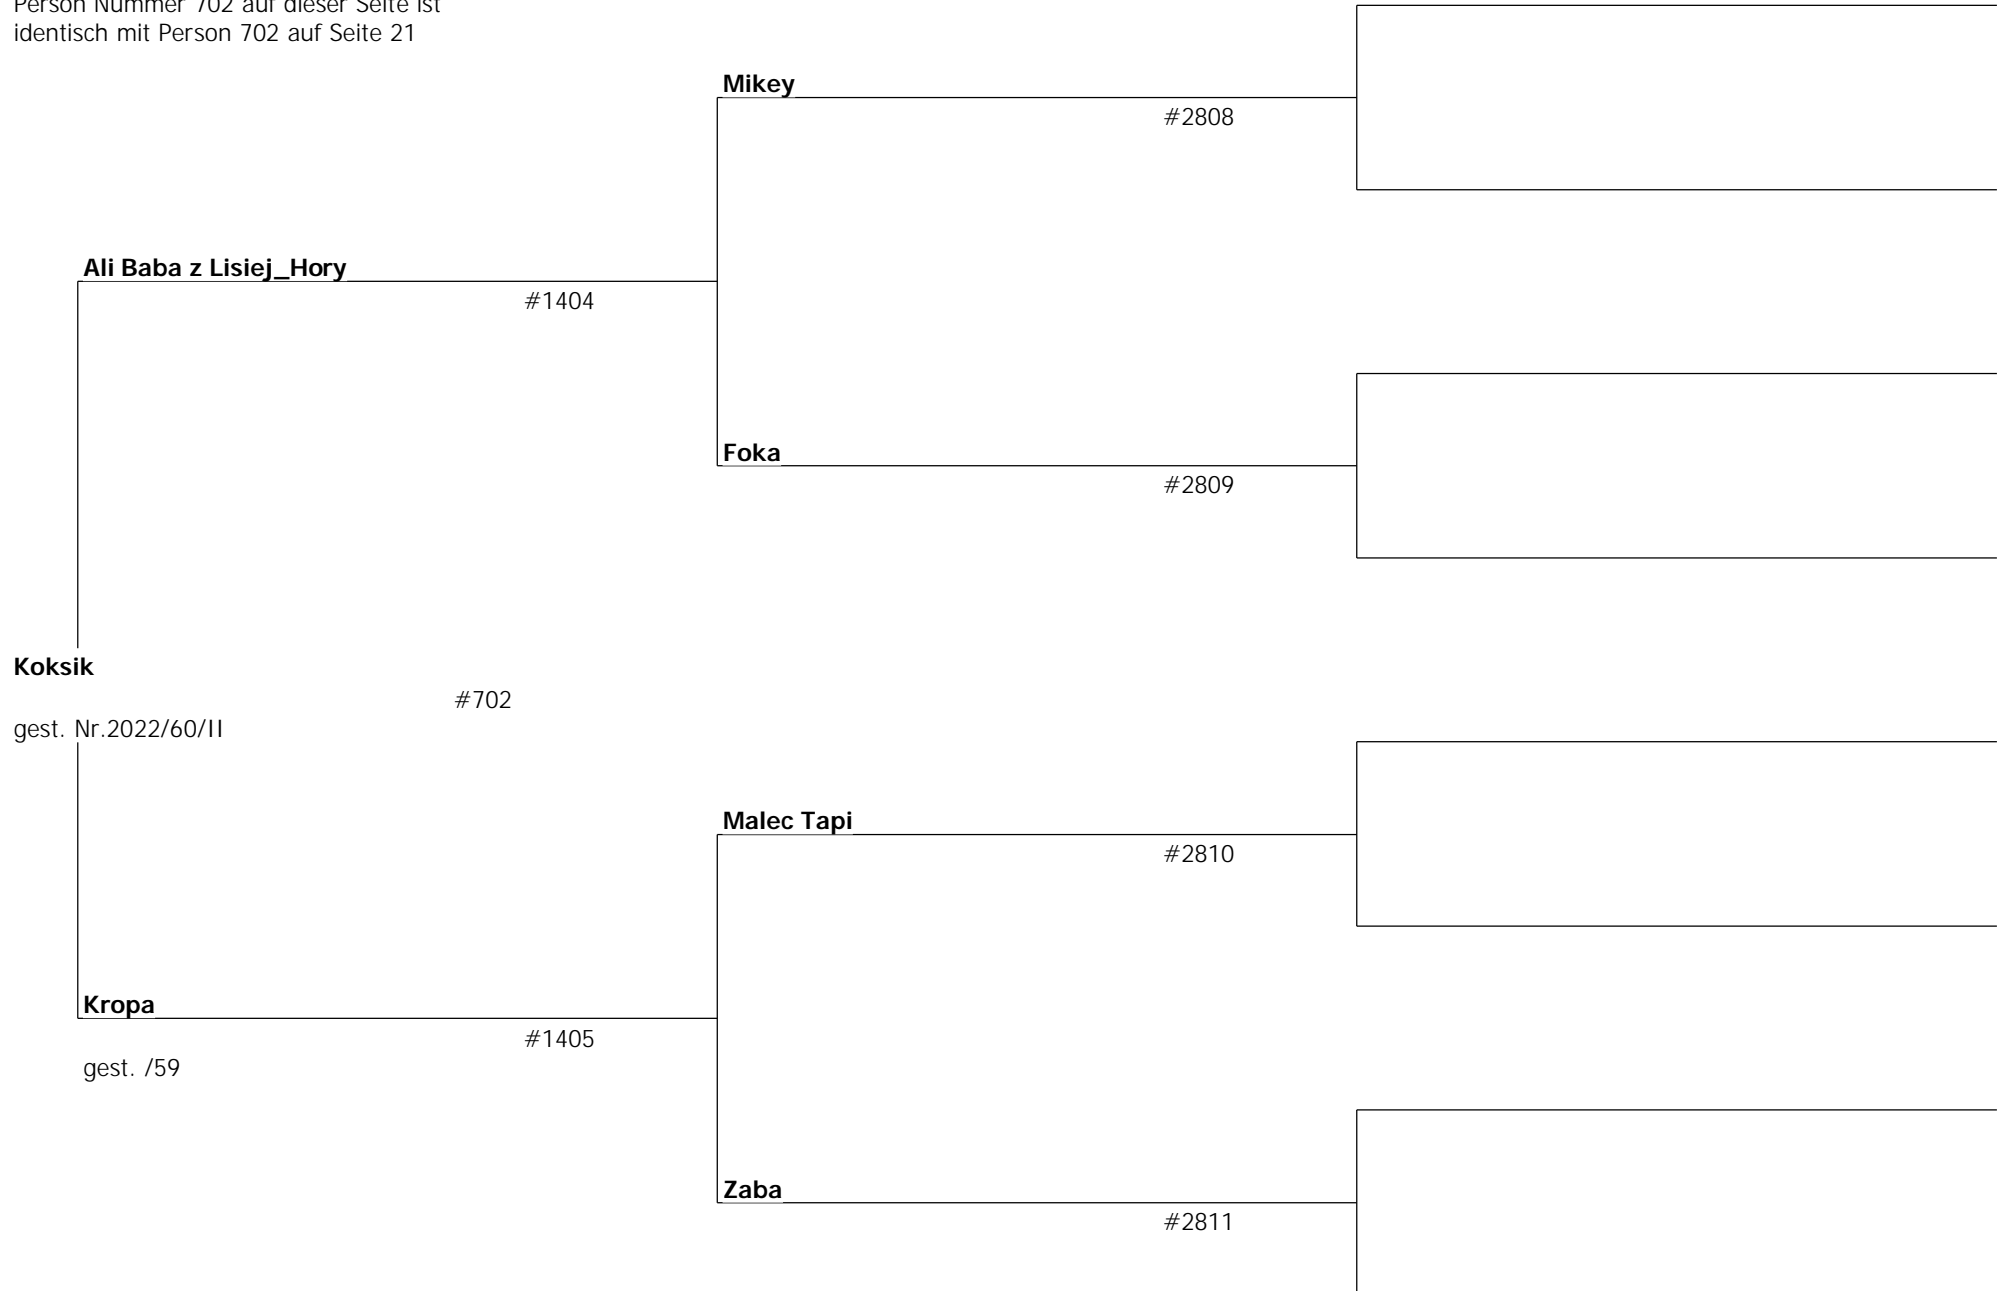 Person Nummer 702 auf dieser Seite ist
identisch mit Person 702 auf Seite 21
Mikey
#2808
Ali Baba z Lisiej_Hory
#1404
Foka
#2809
Koksik
#702
gest. Nr.2022/60/II
Malec Tapi
#2810
Kropa
#1405
gest. /59
Zaba
#2811